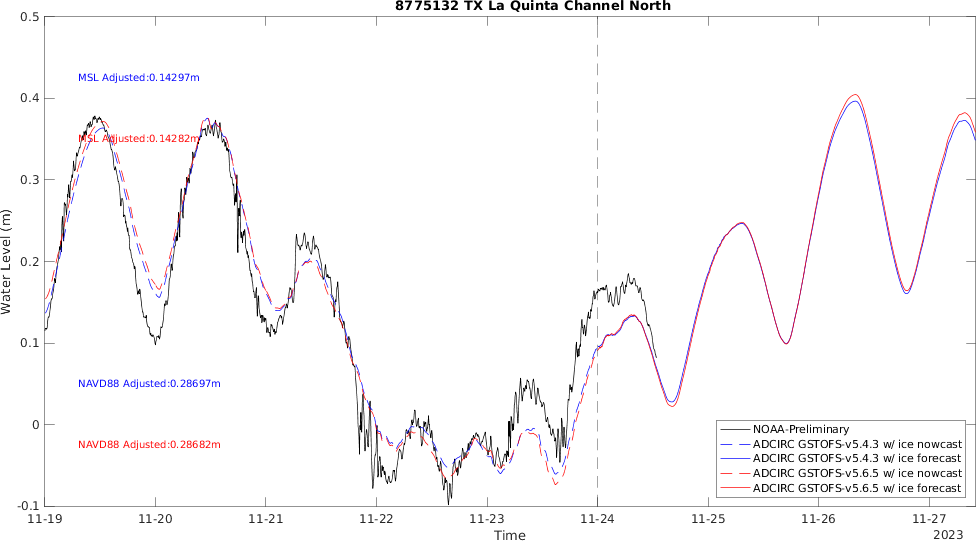 8775132 TX La Quinta Channel North
0.5
0.4
0.3
0.2
0.1
0
-0.1
Water Level (m)
MSL Adjusted:0.14297m
MSL Adjusted:0.14282m
NAVD88 Adjusted:0.28697m
NAVD88 Adjusted:0.28682m
NOAA-Preliminary
ADCIRC GSTOFS-v5.4.3 w/ ice nowcast
ADCIRC GSTOFS-v5.4.3 w/ ice forecast
ADCIRC GSTOFS-v5.6.5 w/ ice nowcast
ADCIRC GSTOFS-v5.6.5 w/ ice forecast
11-19 11-20 11-21 11-22 11-23 11-24 11-25 11-26 11-27
Time
2023